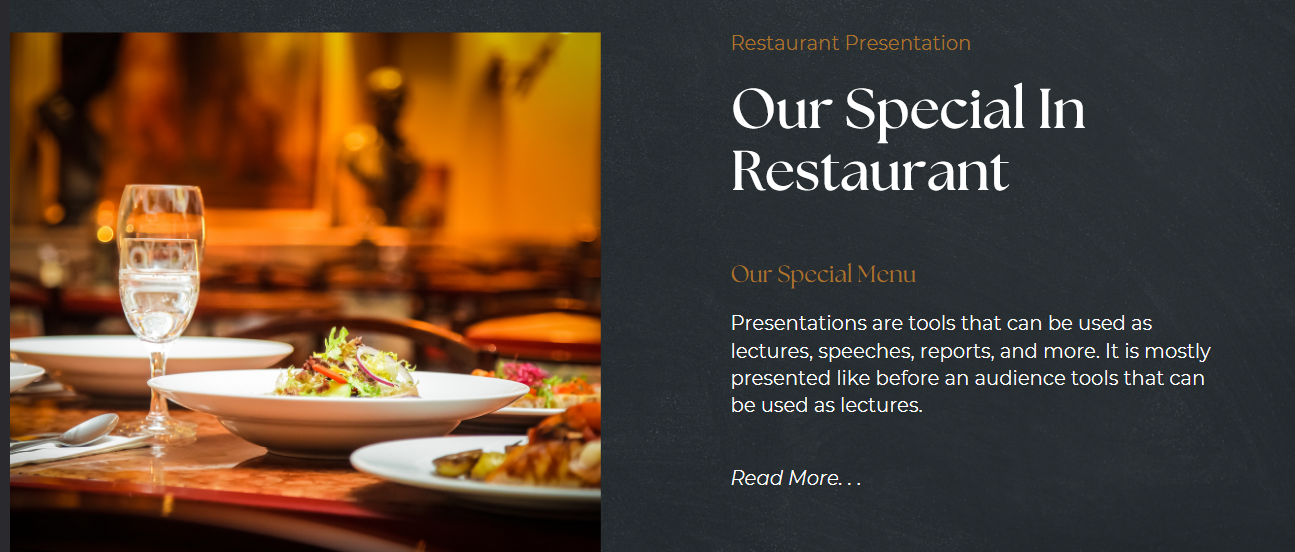 Restaurant Presentation
Our Special In
Restaurant
Our Special Menu
Presentations are tools that can be used as
lectures, speeches, reports, and more. It is mostly
presented like before an audience tools that can
be used as lectures.
Read More. . .